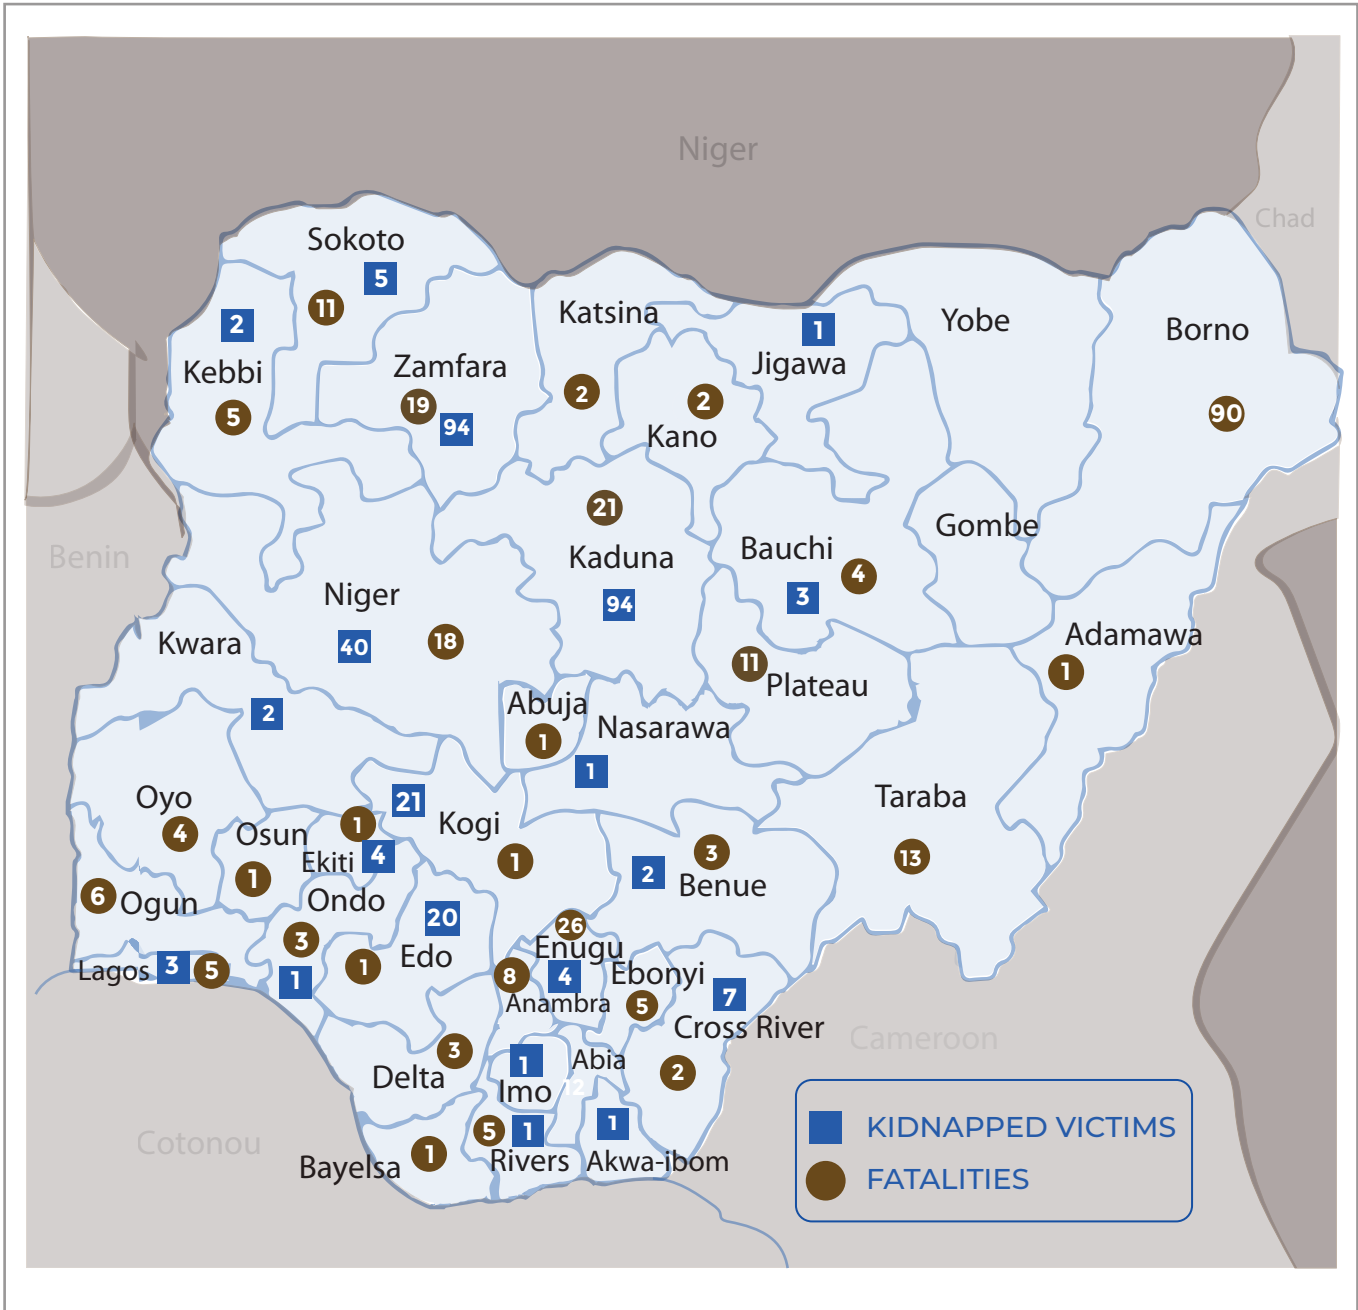 Niger
Chad
Sokoto
5
11
2
Kebbi
5
Zamfara
19
94
Katsina
2
2
Kano
1
Jigawa
Yobe
Borno
90
21
Kaduna
94
Bauchi
4
3
Gombe
Benin
Niger
40
18
Kwara
2
Adamawa
1
11
Plateau
Abuja
1
Nasarawa
1
Oyo
4
Osun
1
1
Ekiti
4
21
Kogi
1
3
2
Benue
Taraba
13
6
Ogun
Ondo
3
1
20
Edo
1
Lagos
3
5
26
Enugu
4
8
Anambra
Ebonyi
5
7
Cross River
2
Cameroon
3
Delta
1
Imo
Abia
12
5
1
Rivers
1
Akwa-ibom
1
Bayelsa
Cotonou
KIDNAPPED VICTIMS
FATALITIES